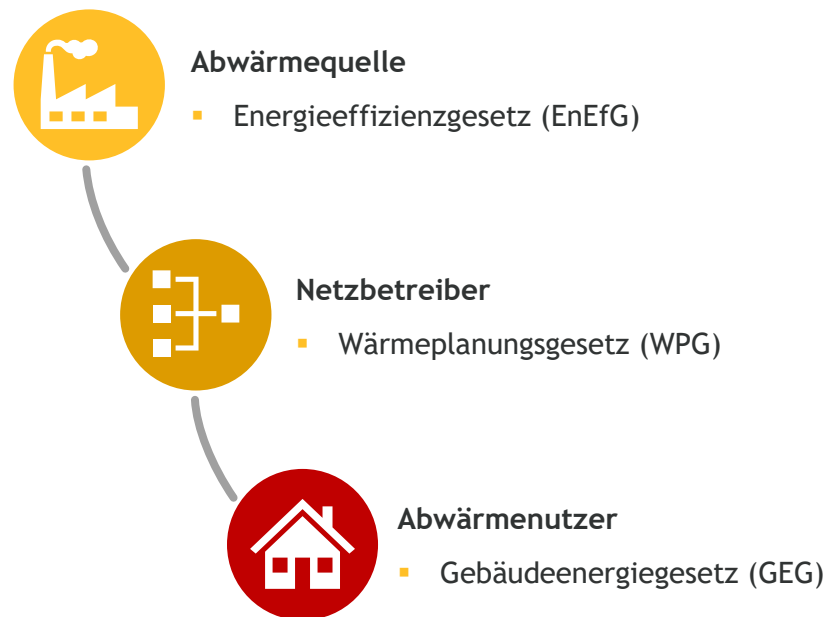 Abwärmequelle
▪ Energieeffizienzgesetz (EnEfG)
Netzbetreiber
▪ Wärmeplanungsgesetz (WPG)
Abwärmenutzer
▪ Gebäudeenergiegesetz (GEG)